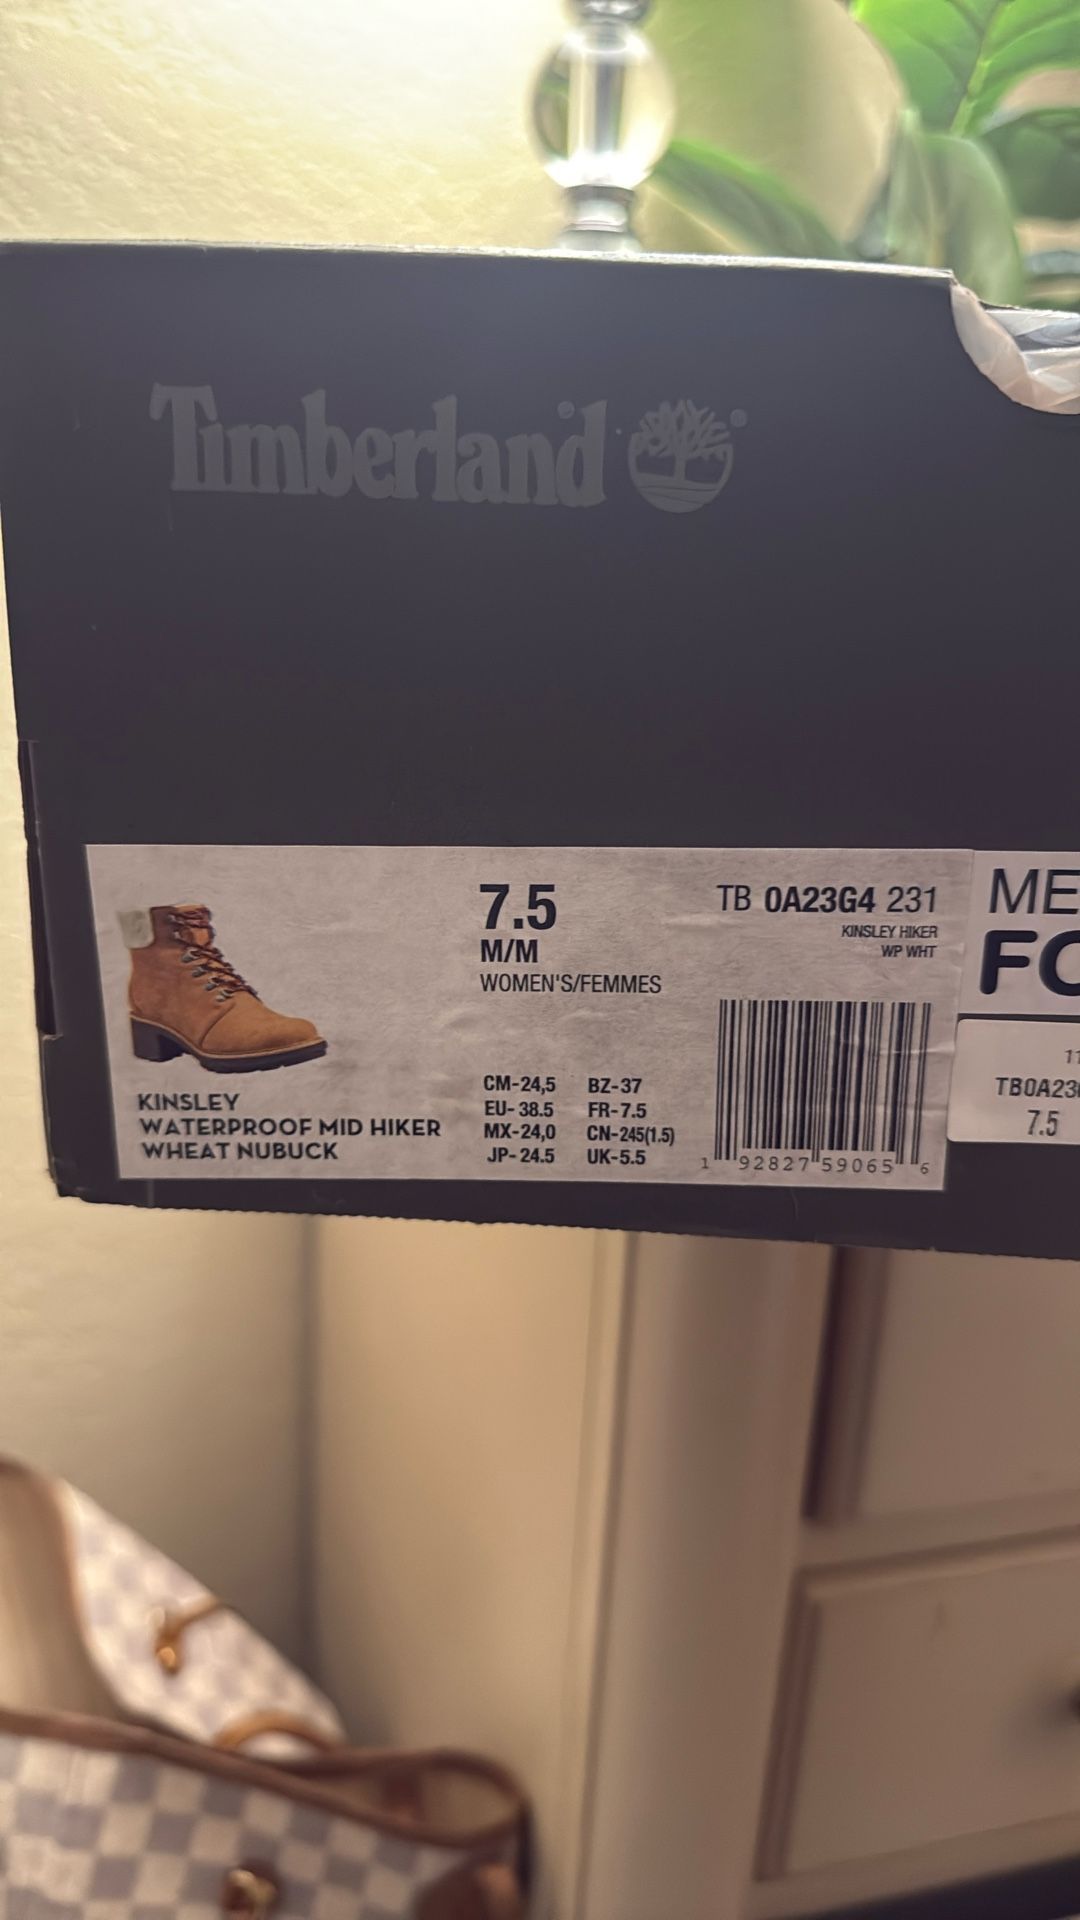 Timberland
7.5
M/M
WOMEN'S/FEMMES
TB 0A23G4 231
KINSLEY HIKER
WP WHT
KINSLEY
WATERPROOF MID HIKER
WHEAT NUBUCK
CM-24,5 BZ-37
EU-38.5 FR-7.5
MX-24,0 CN-245(1.5)
JP-24.5 UK-5.5
1 92827 59065 6
ME
FO
11
TB0A23
7.5